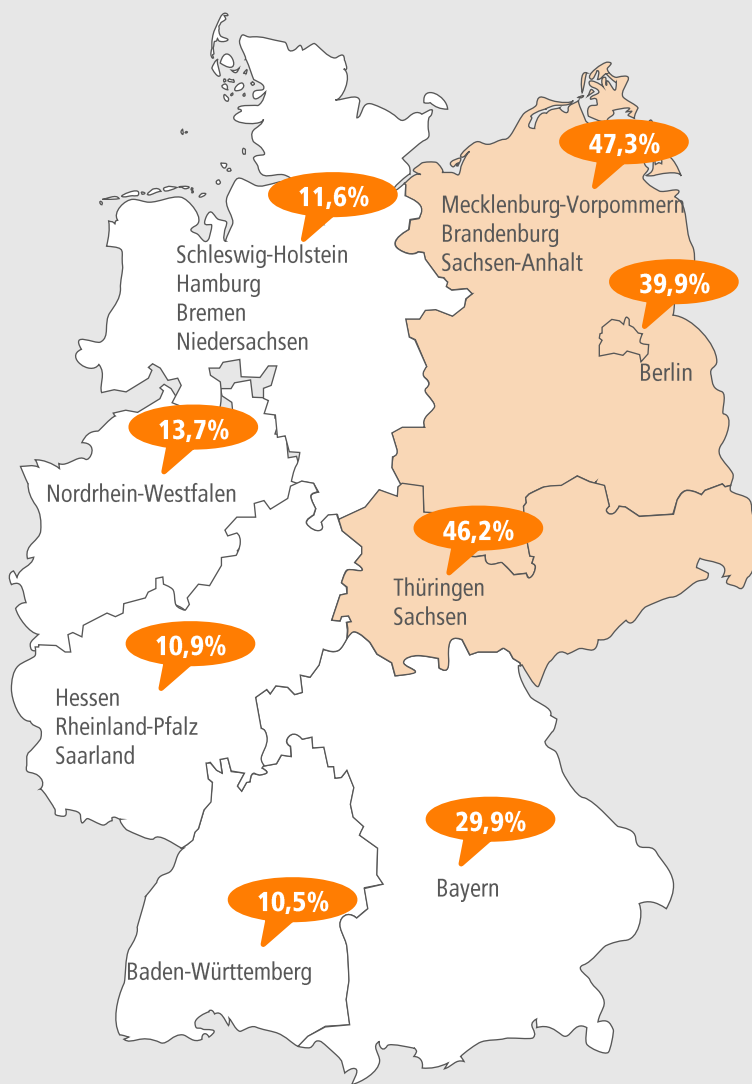 47,3%
Mecklenburg-Vorpommern
Brandenburg
Sachsen-Anhalt
11,6%
Schleswig-Holstein
Hamburg
Bremen
Niedersachsen
39,9%
Berlin
13,7%
Nordrhein-Westfalen
46,2%
Thüringen
Sachsen
10,9%
Hessen
Rheinland-Pfalz
Saarland
29,9%
Bayern
10,5%
Baden-Württemberg